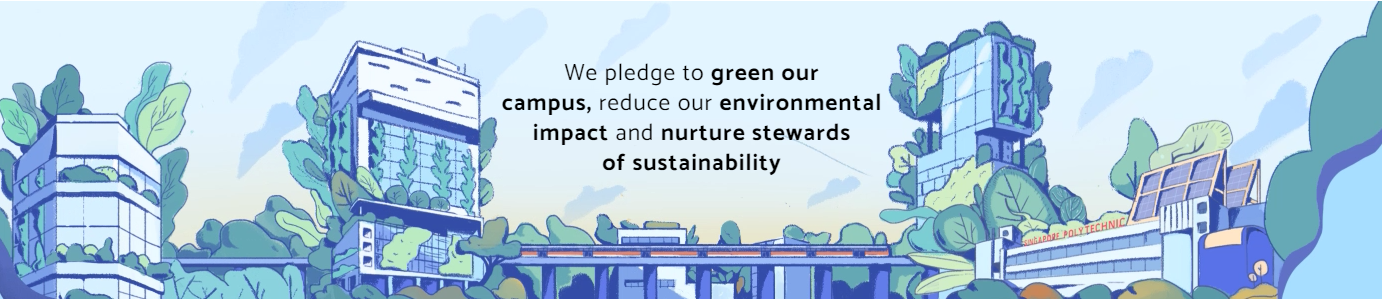 We pledge to green our
campus, reduce our environmental
impact and nurture stewards
of sustainability
SINGAPORE POLYTECHNIC